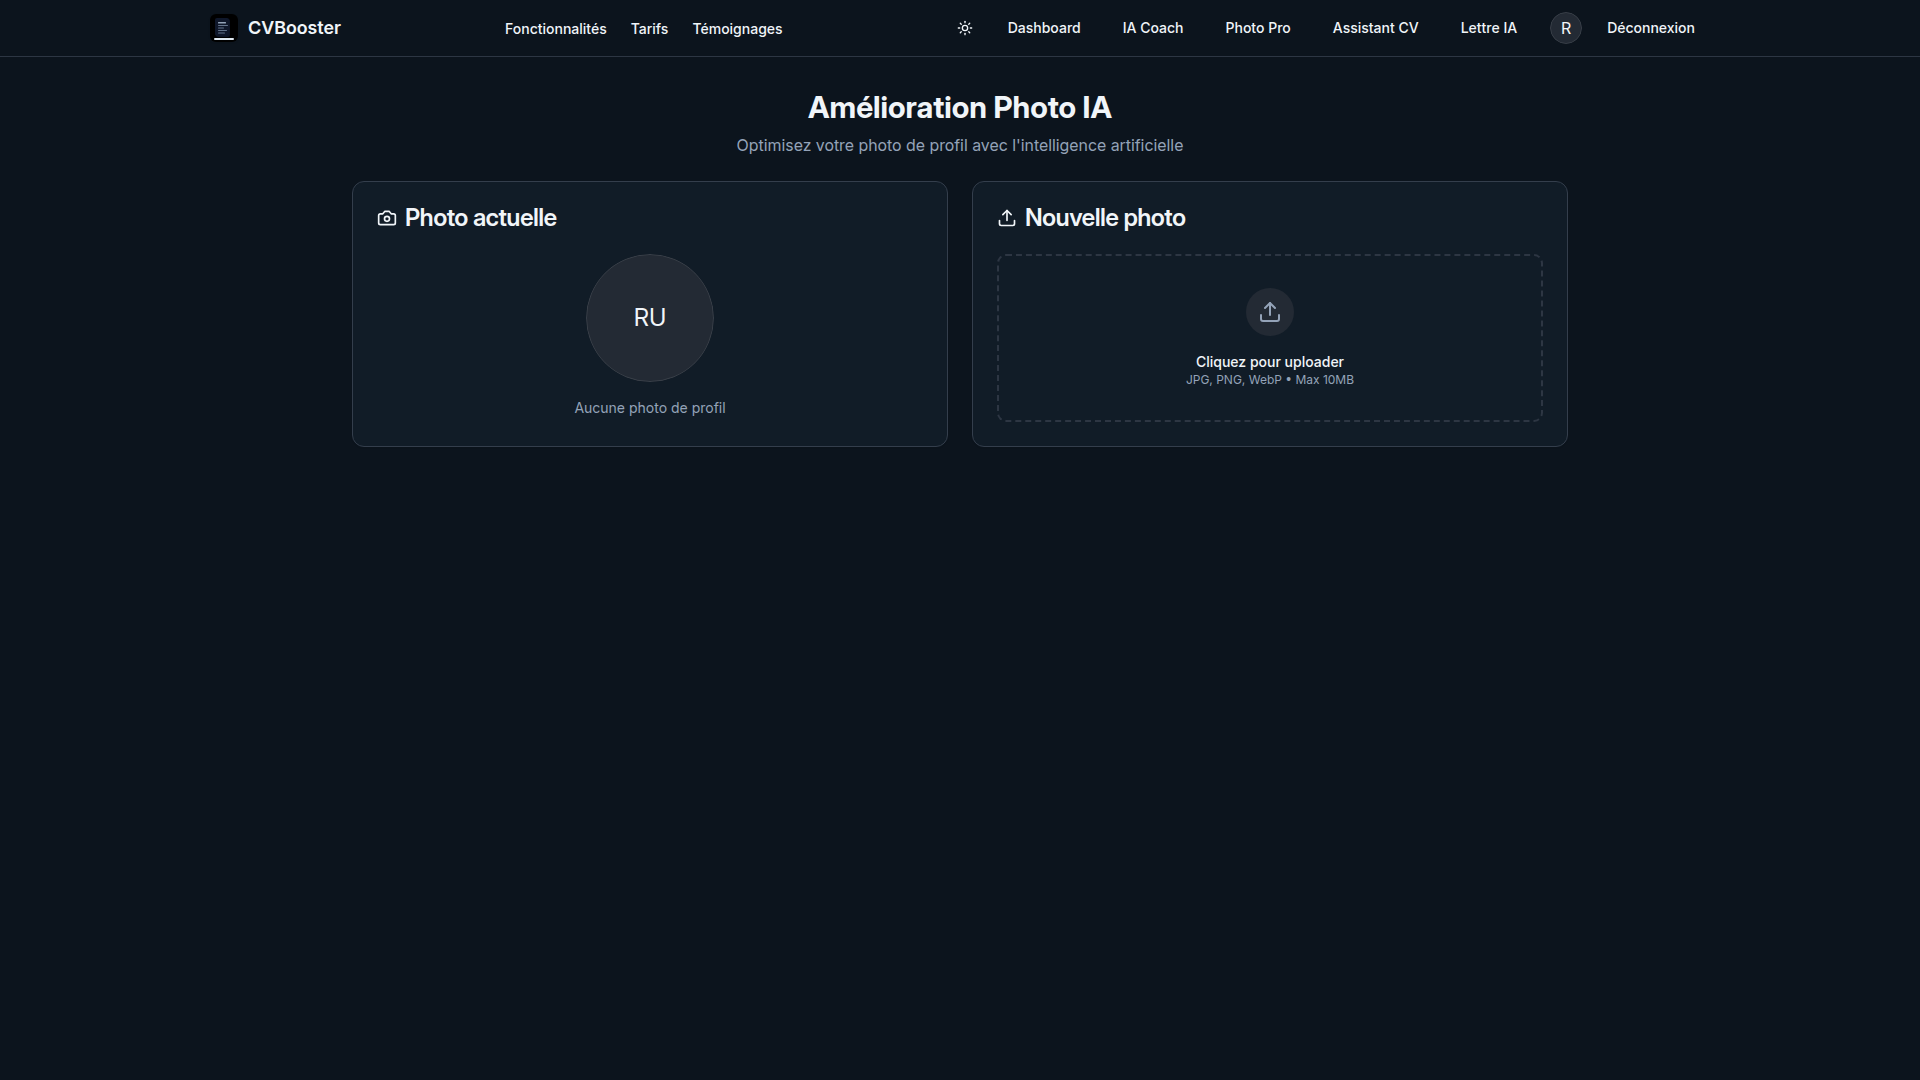 CVBooster
Fonctionnalités
Tarifs
Témoignages
Dashboard
IA Coach
Photo Pro
Assistant CV
Lettre IA
R
Déconnexion
Amélioration Photo IA
Optimisez votre photo de profil avec l'intelligence artificielle
Photo actuelle
RU
Aucune photo de profil
Nouvelle photo
Cliquez pour uploader
JPG, PNG, WebP • Max 10MB